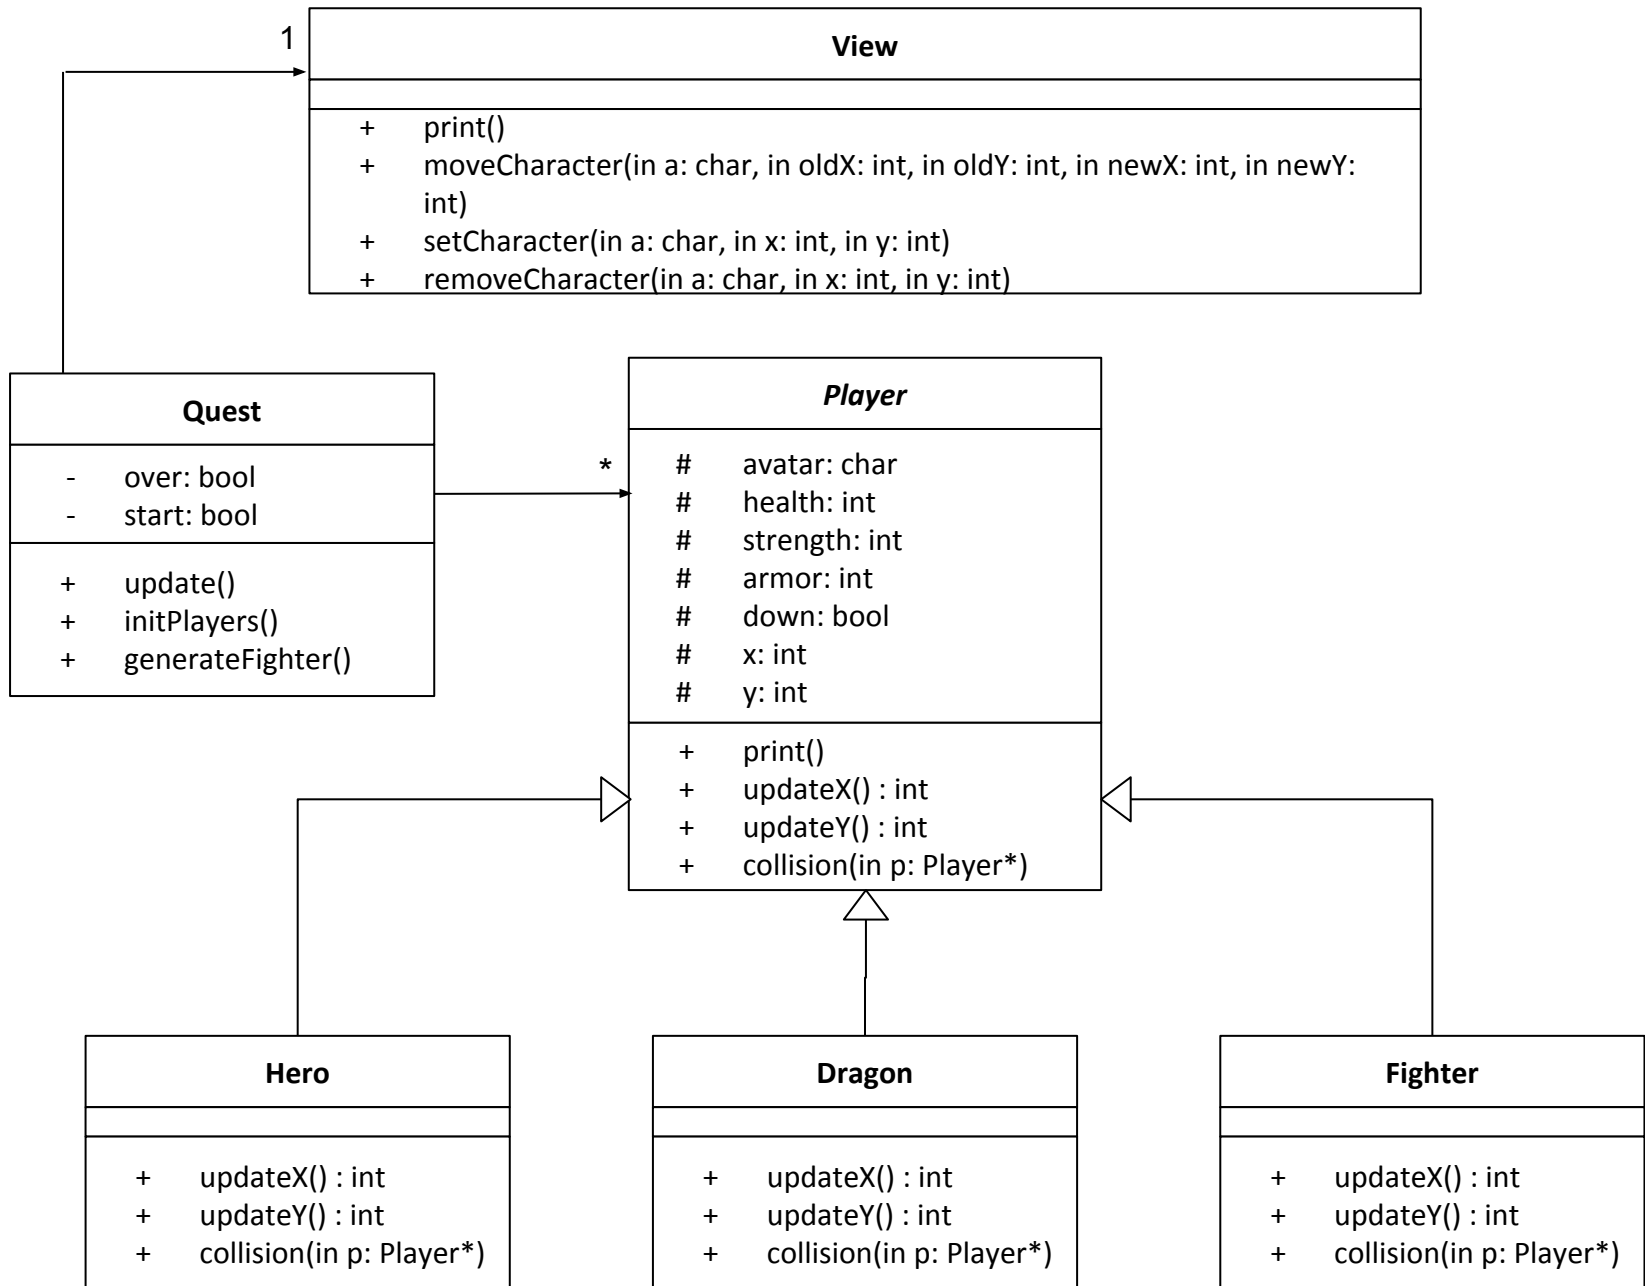 1
View
+ print()
+ moveCharacter(in a: char, in oldX: int, in oldY: int, in newX: int, in newY:
int)
+ setCharacter(in a: char, in x: int, in y: int)
+ removeCharacter(in a: char, in x: int, in y: int)
Quest
- over: bool
- start: bool
+ update()
+ initPlayers()
+ generateFighter()
*
Player
# avatar: char
# health: int
# strength: int
# armor: int
# down: bool
# x: int
# y: int
+ print()
+ updateX() : int
+ updateY() : int
+ collision(in p: Player*)
Hero
+ updateX() : int
+ updateY() : int
+ collision(in p: Player*)
Dragon
+ updateX() : int
+ updateY() : int
+ collision(in p: Player*)
Fighter
+ updateX() : int
+ updateY() : int
+ collision(in p: Player*)